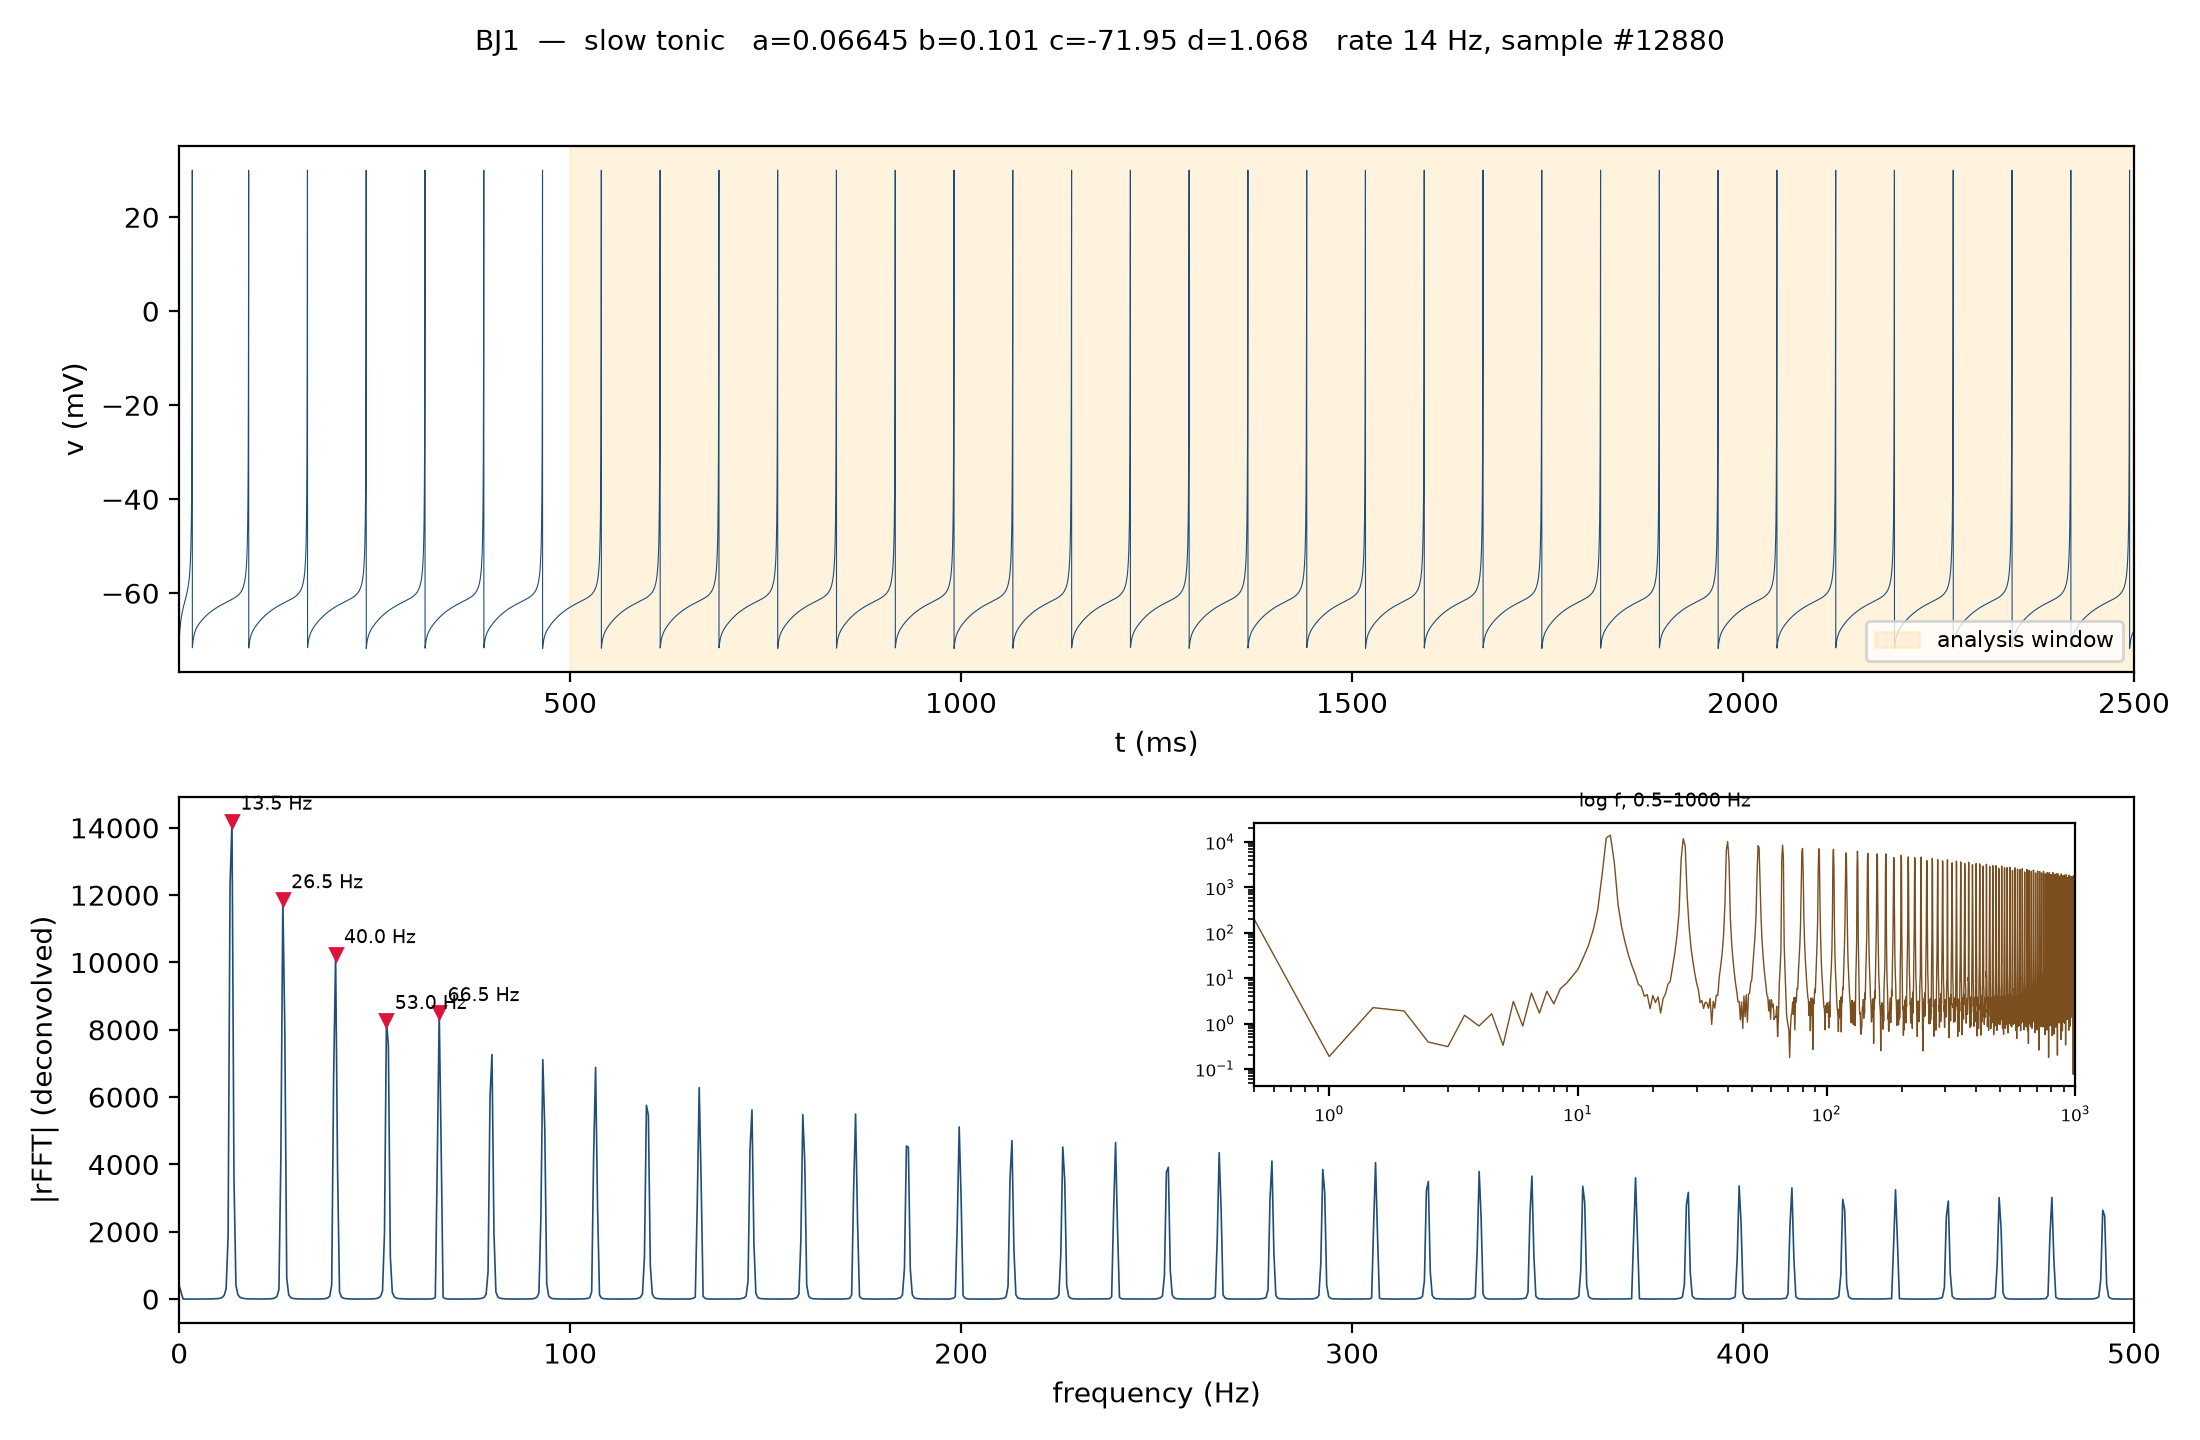 BJ1 — slow tonic a=0.06645 b=0.101 c=-71.95 d=1.068 rate 14 Hz, sample #12880
v (mV)
20
0
−20
−40
−60
analysis window
500
1000
1500
2000
2500
t (ms)
|rFFT| (deconvolved)
14000
12000
10000
8000
6000
4000
2000
0
13.5 Hz
26.5 Hz
40.0 Hz
53.0 Hz
66.5 Hz
log f, 0.5–1000 Hz
10⁴
10³
10²
10¹
10⁰
10⁻¹
10⁰
10¹
10²
10³
0
100
200
300
400
500
frequency (Hz)